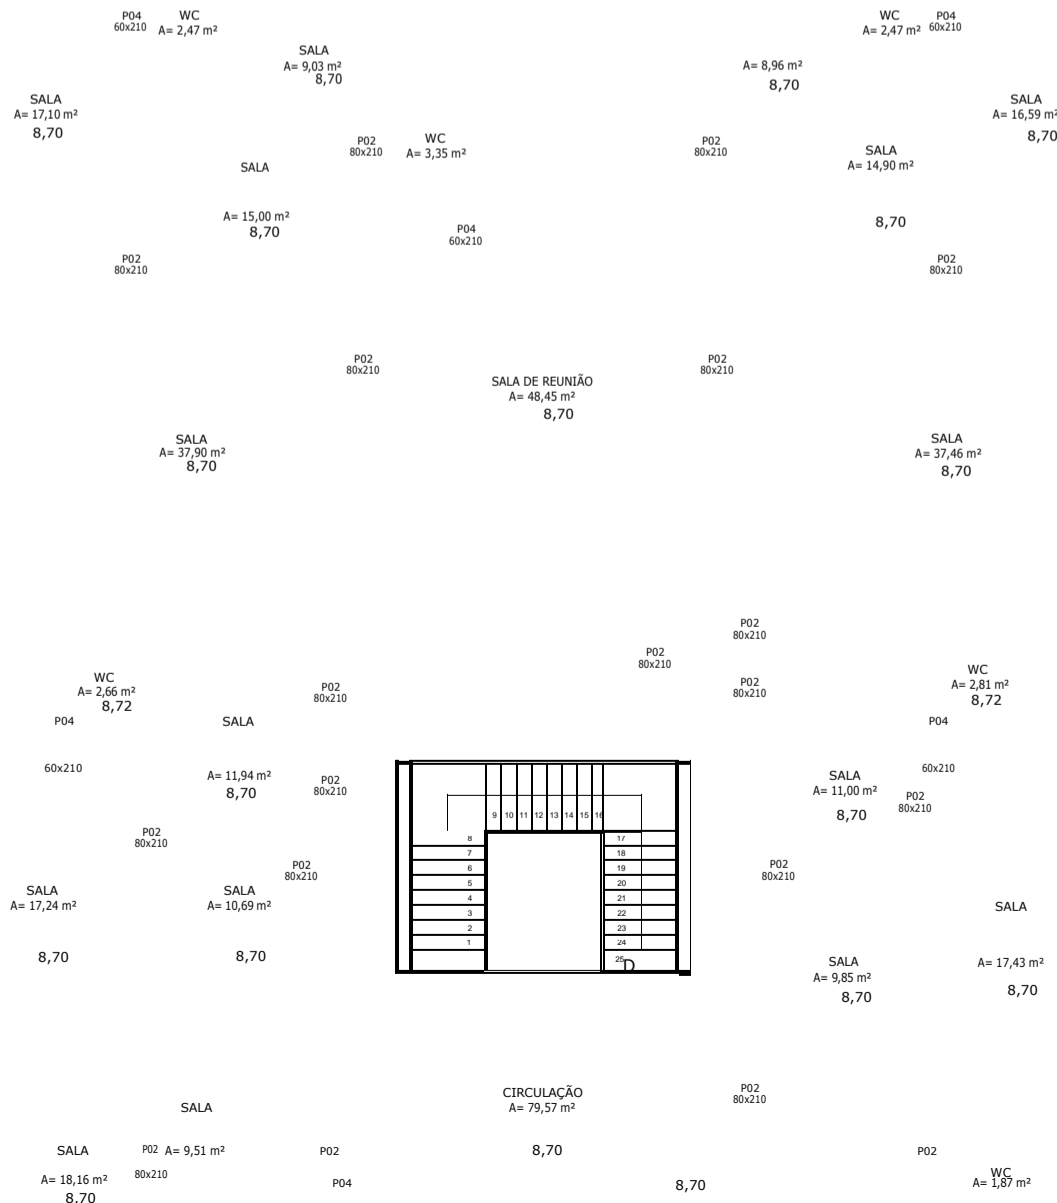 P04
60x210
WC
A= 2,47 m²
WC
A= 2,47 m²
P04
60x210
SALA
A= 9,03 m²
8,70
A= 8,96 m²
8,70
SALA
A= 17,10 m²
8,70
SALA
A= 16,59 m²
8,70
P02
80x210
WC
A= 3,35 m²
P02
80x210
SALA
A= 14,90 m²
8,70
SALA
A= 15,00 m²
8,70
P04
60x210
P02
80x210
P02
80x210
P02
80x210
SALA DE REUNIÃO
A= 48,45 m²
8,70
P02
80x210
SALA
A= 37,90 m²
8,70
SALA
A= 37,46 m²
8,70
P02
80x210
P02
80x210
P02
80x210
WC
A= 2,66 m²
8,72
P02
80x210
WC
A= 2,81 m²
8,72
P04
60x210
SALA
A= 11,94 m²
8,70
P02
80x210
P04
60x210
SALA
A= 11,00 m²
8,70
P02
80x210
9 10 11 12 13 14 15 16
8
7
6
5
4
3
2
1
17
18
19
20
21
22
23
24
25
D
P02
80x210
P02
80x210
P02
80x210
SALA
A= 17,24 m²
8,70
SALA
A= 10,69 m²
8,70
SALA
A= 17,43 m²
8,70
SALA
A= 9,85 m²
8,70
CIRCULAÇÃO
A= 79,57 m²
8,70
P02
80x210
SALA
A= 9,51 m²
SALA
A= 18,16 m²
8,70
P02
80x210
P02
P04
8,70
P02
WC
A= 1,87 m²